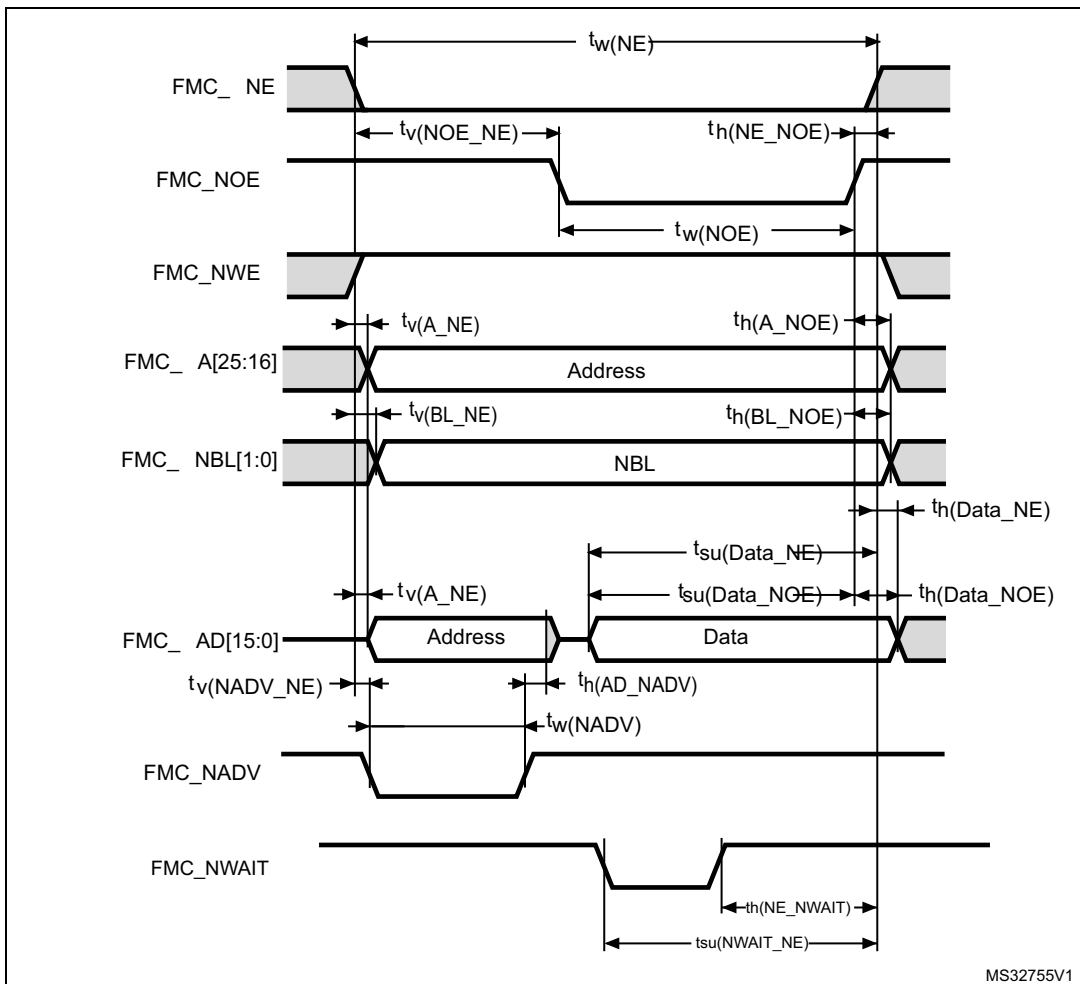 tw(NE)
FMC_ NE
tv(NOE_NE)
th(NE_NOE)
FMC_NOE
tw(NOE)
FMC_NWE
tv(A_NE)
th(A_NOE)
FMC_ A[25:16]
Address
tv(BL_NE)
th(BL_NOE)
FMC_ NBL[1:0]
NBL
th(Data_NE)
tsu(Data_NE)
tv(A_NE)
tsu(Data_NOE)
th(Data_NOE)
FMC_ AD[15:0]
Address
Data
tv(NADV_NE)
th(AD_NADV)
tw(NADV)
FMC_NADV
FMC_NWAIT
th(NE_NWAIT)
tsu(NWAIT_NE)
MS32755V1